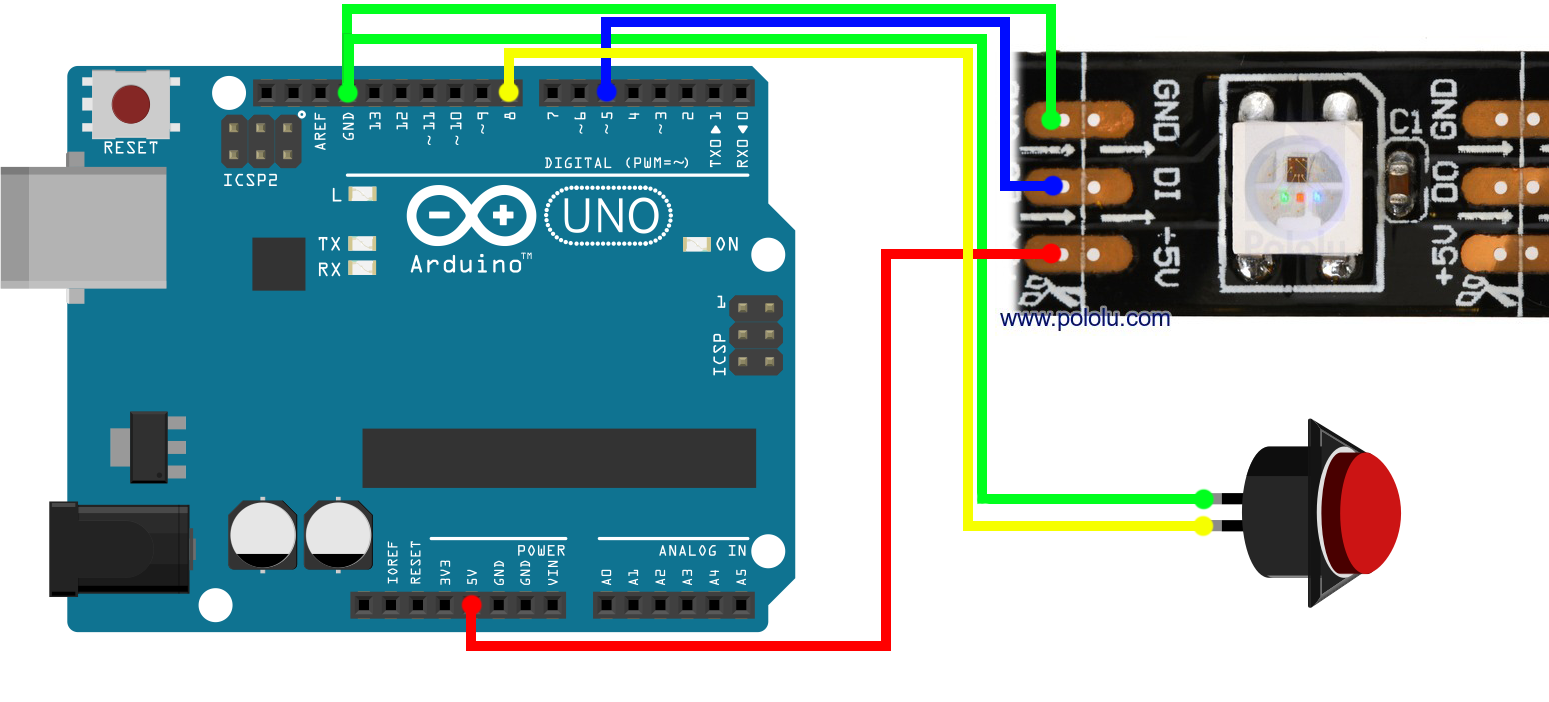 RESET
ICSP2
AREF
GND
13
12
~11
~10
~9
8
7
~6
~5
4
~3
2
TX0▶1
RX0◀0
DIGITAL (PWM=~)
L
TX
RX
UNO
Arduino™
ON
1
ICSP
IOREF
RESET
3V3
5V
GND
GND
VIN
POWER
ANALOG IN
A0
A1
A2
A3
A4
A5
GND
DI
+5V
C1
GND
DO
+5V
Pololu
www.pololu.com